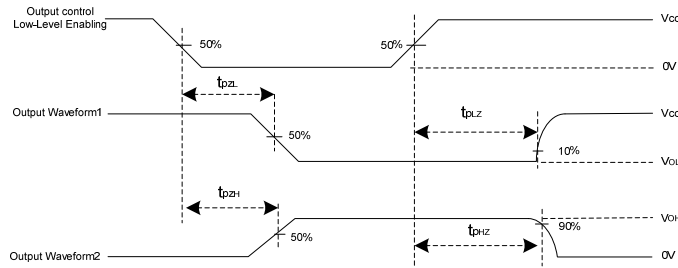 Output control
Low-Level Enabling
50%
50%
Vcc
0V
tpZL
Output Waveform1
50%
tpLZ
10%
Vcc
VOL
tpZH
Output Waveform2
50%
tpHZ
90%
VOH
0V